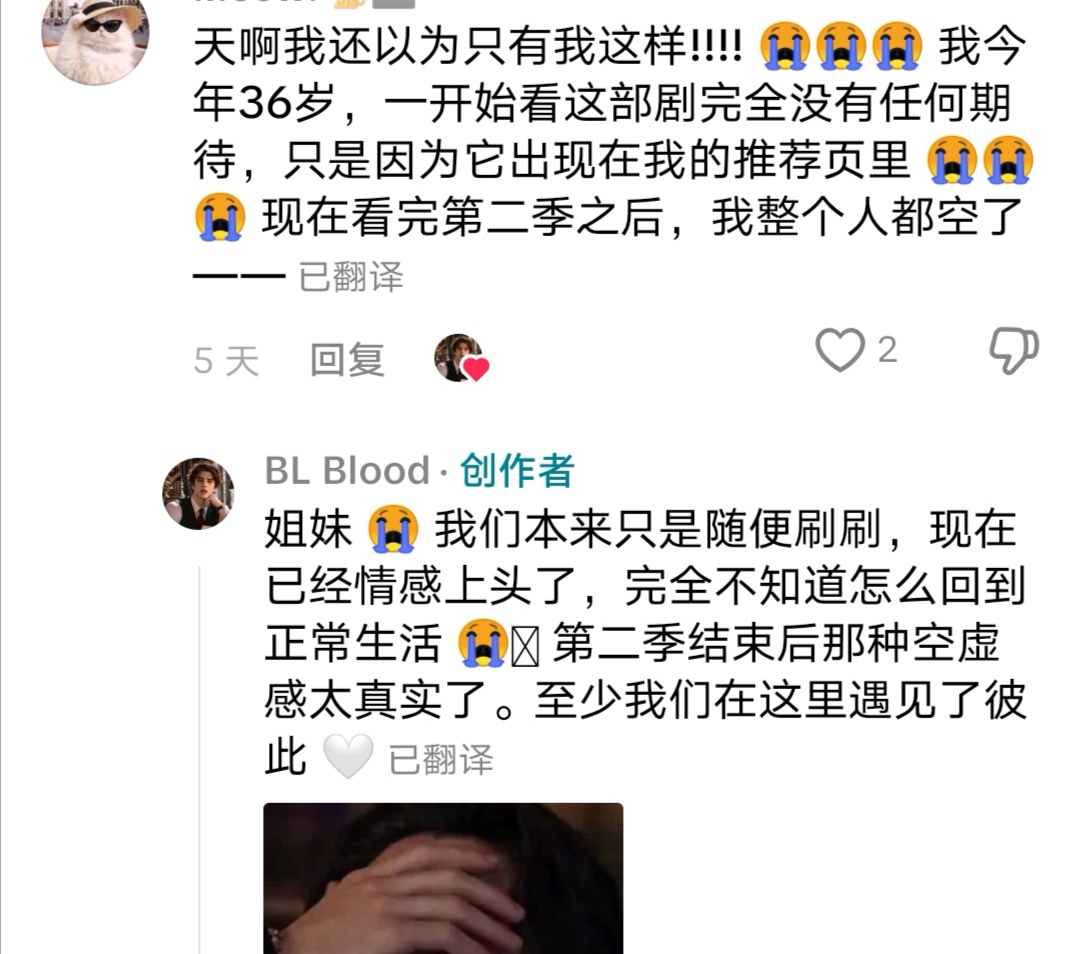 天啊我还以为只有我这样!!!! 😭😭😭 我今
年36岁，一开始看这部剧完全没有任何期
待，只是因为它出现在我的推荐页里 😭😭
😭 现在看完第二季之后，我整个人都空了
—— 已翻译
5 天 回复 2
BL Blood · 创作者
姐妹 😭 我们本来只是随便刷刷，现在
已经情感上头了，完全不知道怎么回到
正常生活 😭 第二季结束后那种空虚
感太真实了。至少我们在这里遇见了彼
此 🤍 已翻译